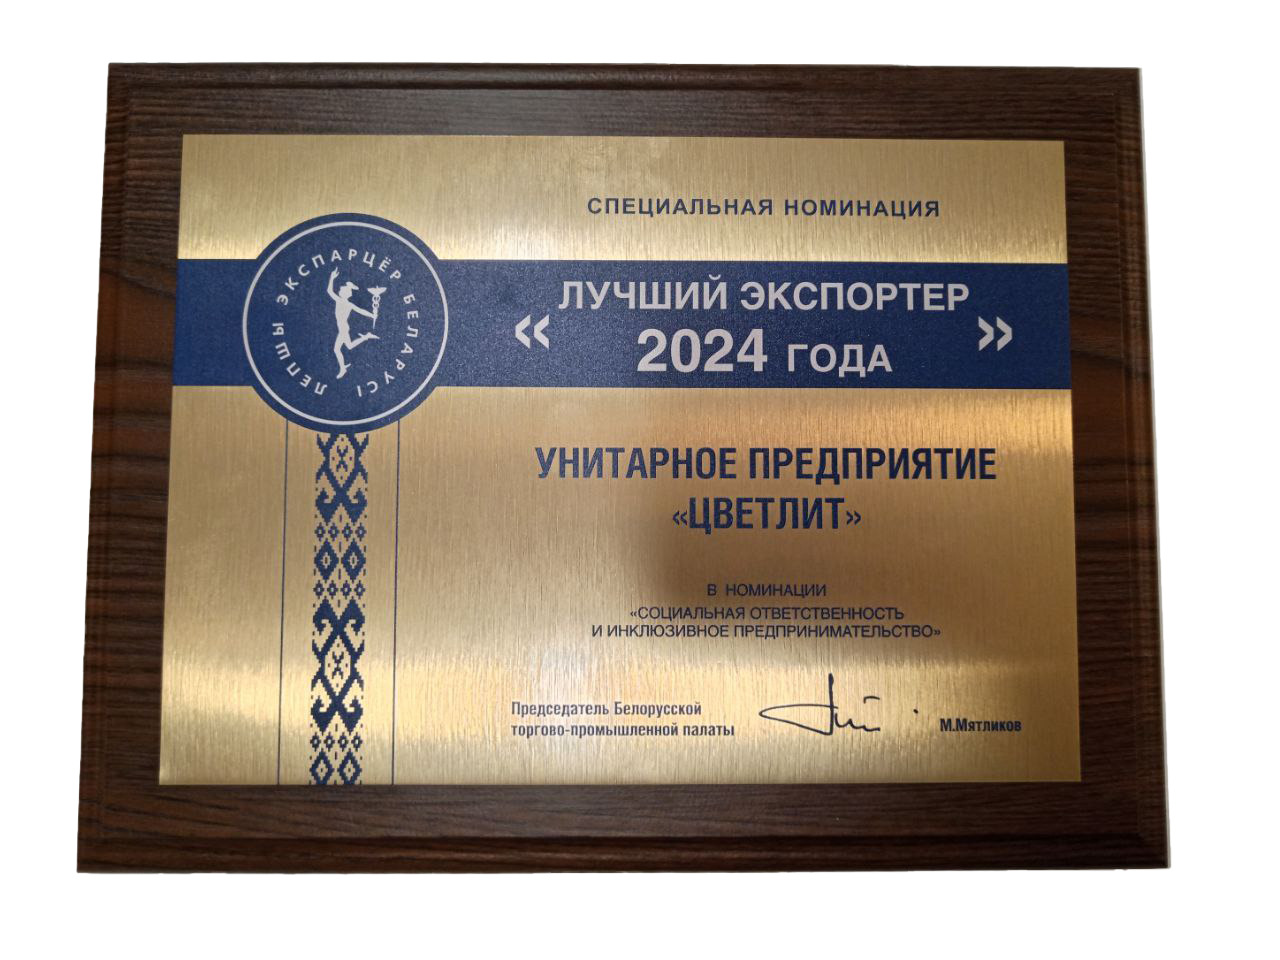 СПЕЦИАЛЬНАЯ НОМИНАЦИЯ
ЛЕПШЫ ЭКСПАРЦЁР БЕЛАРУСІ
« ЛУЧШИЙ ЭКСПОРТЕР
2024 ГОДА »
УНИТАРНОЕ ПРЕДПРИЯТИЕ
«ЦВЕТЛИТ»
В НОМИНАЦИИ
«СОЦИАЛЬНАЯ ОТВЕТСТВЕННОСТЬ
И ИНКЛЮЗИВНОЕ ПРЕДПРИНИМАТЕЛЬСТВО»
Председатель Белорусской
торгово-промышленной палаты
М.Мятликов